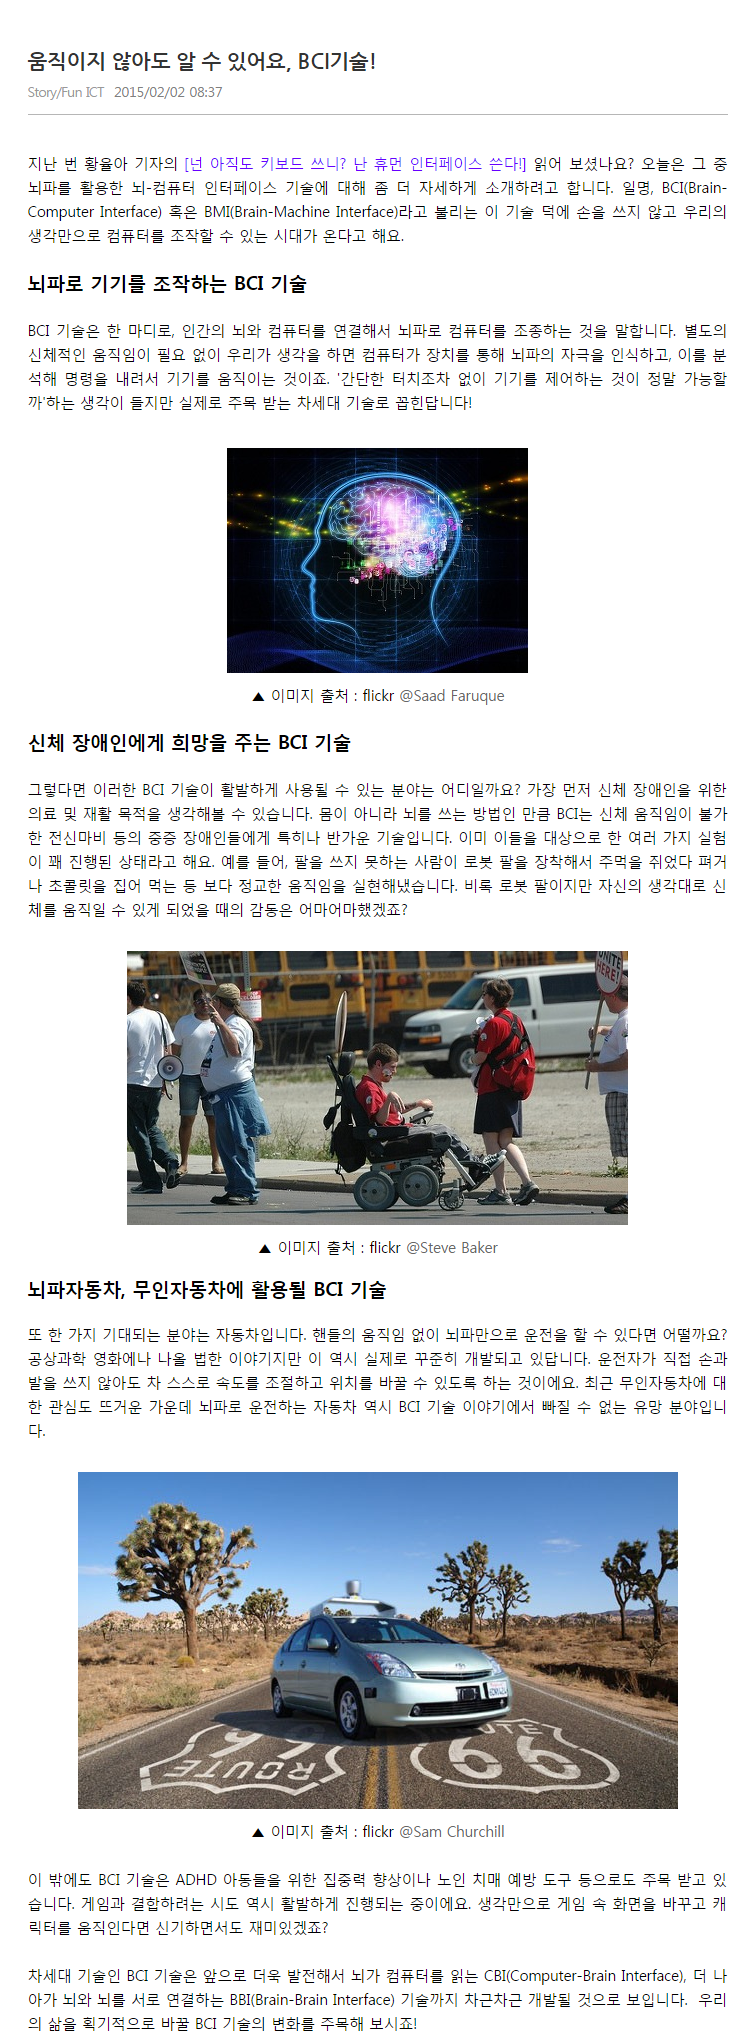 움직이지 않아도 알 수 있어요, BCI기술!
Story/Fun ICT 2015/02/02 08:37
지난 번 황율아 기자의 [넌 아직도 키보드 쓰니? 난 휴먼 인터페이스 쓴다!] 읽어 보셨나요? 오늘은 그 중
뇌파를 활용한 뇌-컴퓨터 인터페이스 기술에 대해 좀 더 자세하게 소개하려고 합니다. 일명, BCI(Brain-
Computer Interface) 혹은 BMI(Brain-Machine Interface)라고 불리는 이 기술 덕에 손을 쓰지 않고 우리의
생각만으로 컴퓨터를 조작할 수 있는 시대가 온다고 해요.
뇌파로 기기를 조작하는 BCI 기술
BCI 기술은 한 마디로, 인간의 뇌와 컴퓨터를 연결해서 뇌파로 컴퓨터를 조종하는 것을 말합니다. 별도의
신체적인 움직임이 필요 없이 우리가 생각을 하면 컴퓨터가 장치를 통해 뇌파의 자극을 인식하고, 이를 분
석해 명령을 내려서 기기를 움직이는 것이죠. '간단한 터치조차 없이 기기를 제어하는 것이 정말 가능할
까'하는 생각이 들지만 실제로 주목 받는 차세대 기술로 꼽힌답니다!
▲ 이미지 출처 : flickr @Saad Faruque
신체 장애인에게 희망을 주는 BCI 기술
그렇다면 이러한 BCI 기술이 활발하게 사용될 수 있는 분야는 어디일까요? 가장 먼저 신체 장애인을 위한
의료 및 재활 목적을 생각해볼 수 있습니다. 몸이 아니라 뇌를 쓰는 방법인 만큼 BCI는 신체 움직임이 불가
한 전신마비 등의 중증 장애인들에게 특히나 반가운 기술입니다. 이미 이들을 대상으로 한 여러 가지 실험
이 꽤 진행된 상태라고 해요. 예를 들어, 팔을 쓰지 못하는 사람이 로봇 팔을 장착해서 주먹을 쥐었다 펴거
나 초콜릿을 집어 먹는 등 보다 정교한 움직임을 실현해냈습니다. 비록 로봇 팔이지만 자신의 생각대로 신
체를 움직일 수 있게 되었을 때의 감동은 어마어마했겠죠?
UNITE
HERE!
▲ 이미지 출처 : flickr @Steve Baker
뇌파자동차, 무인자동차에 활용될 BCI 기술
또 한 가지 기대되는 분야는 자동차입니다. 핸들의 움직임 없이 뇌파만으로 운전을 할 수 있다면 어떨까요?
공상과학 영화에나 나올 법한 이야기지만 이 역시 실제로 꾸준히 개발되고 있답니다. 운전자가 직접 손과
발을 쓰지 않아도 차 스스로 속도를 조절하고 위치를 바꿀 수 있도록 하는 것이에요. 최근 무인자동차에 대
한 관심도 뜨거운 가운데 뇌파로 운전하는 자동차 역시 BCI 기술 이야기에서 빠질 수 없는 유망 분야입니
다.
ROUTE 66
ROUTE 66
▲ 이미지 출처 : flickr @Sam Churchill
이 밖에도 BCI 기술은 ADHD 아동들을 위한 집중력 향상이나 노인 치매 예방 도구 등으로도 주목 받고 있
습니다. 게임과 결합하려는 시도 역시 활발하게 진행되는 중이에요. 생각만으로 게임 속 화면을 바꾸고 캐
릭터를 움직인다면 신기하면서도 재미있겠죠?
차세대 기술인 BCI 기술은 앞으로 더욱 발전해서 뇌가 컴퓨터를 읽는 CBI(Computer-Brain Interface), 더 나
아가 뇌와 뇌를 서로 연결하는 BBI(Brain-Brain Interface) 기술까지 차근차근 개발될 것으로 보입니다. 우리
의 삶을 획기적으로 바꿀 BCI 기술의 변화를 주목해 보시죠!